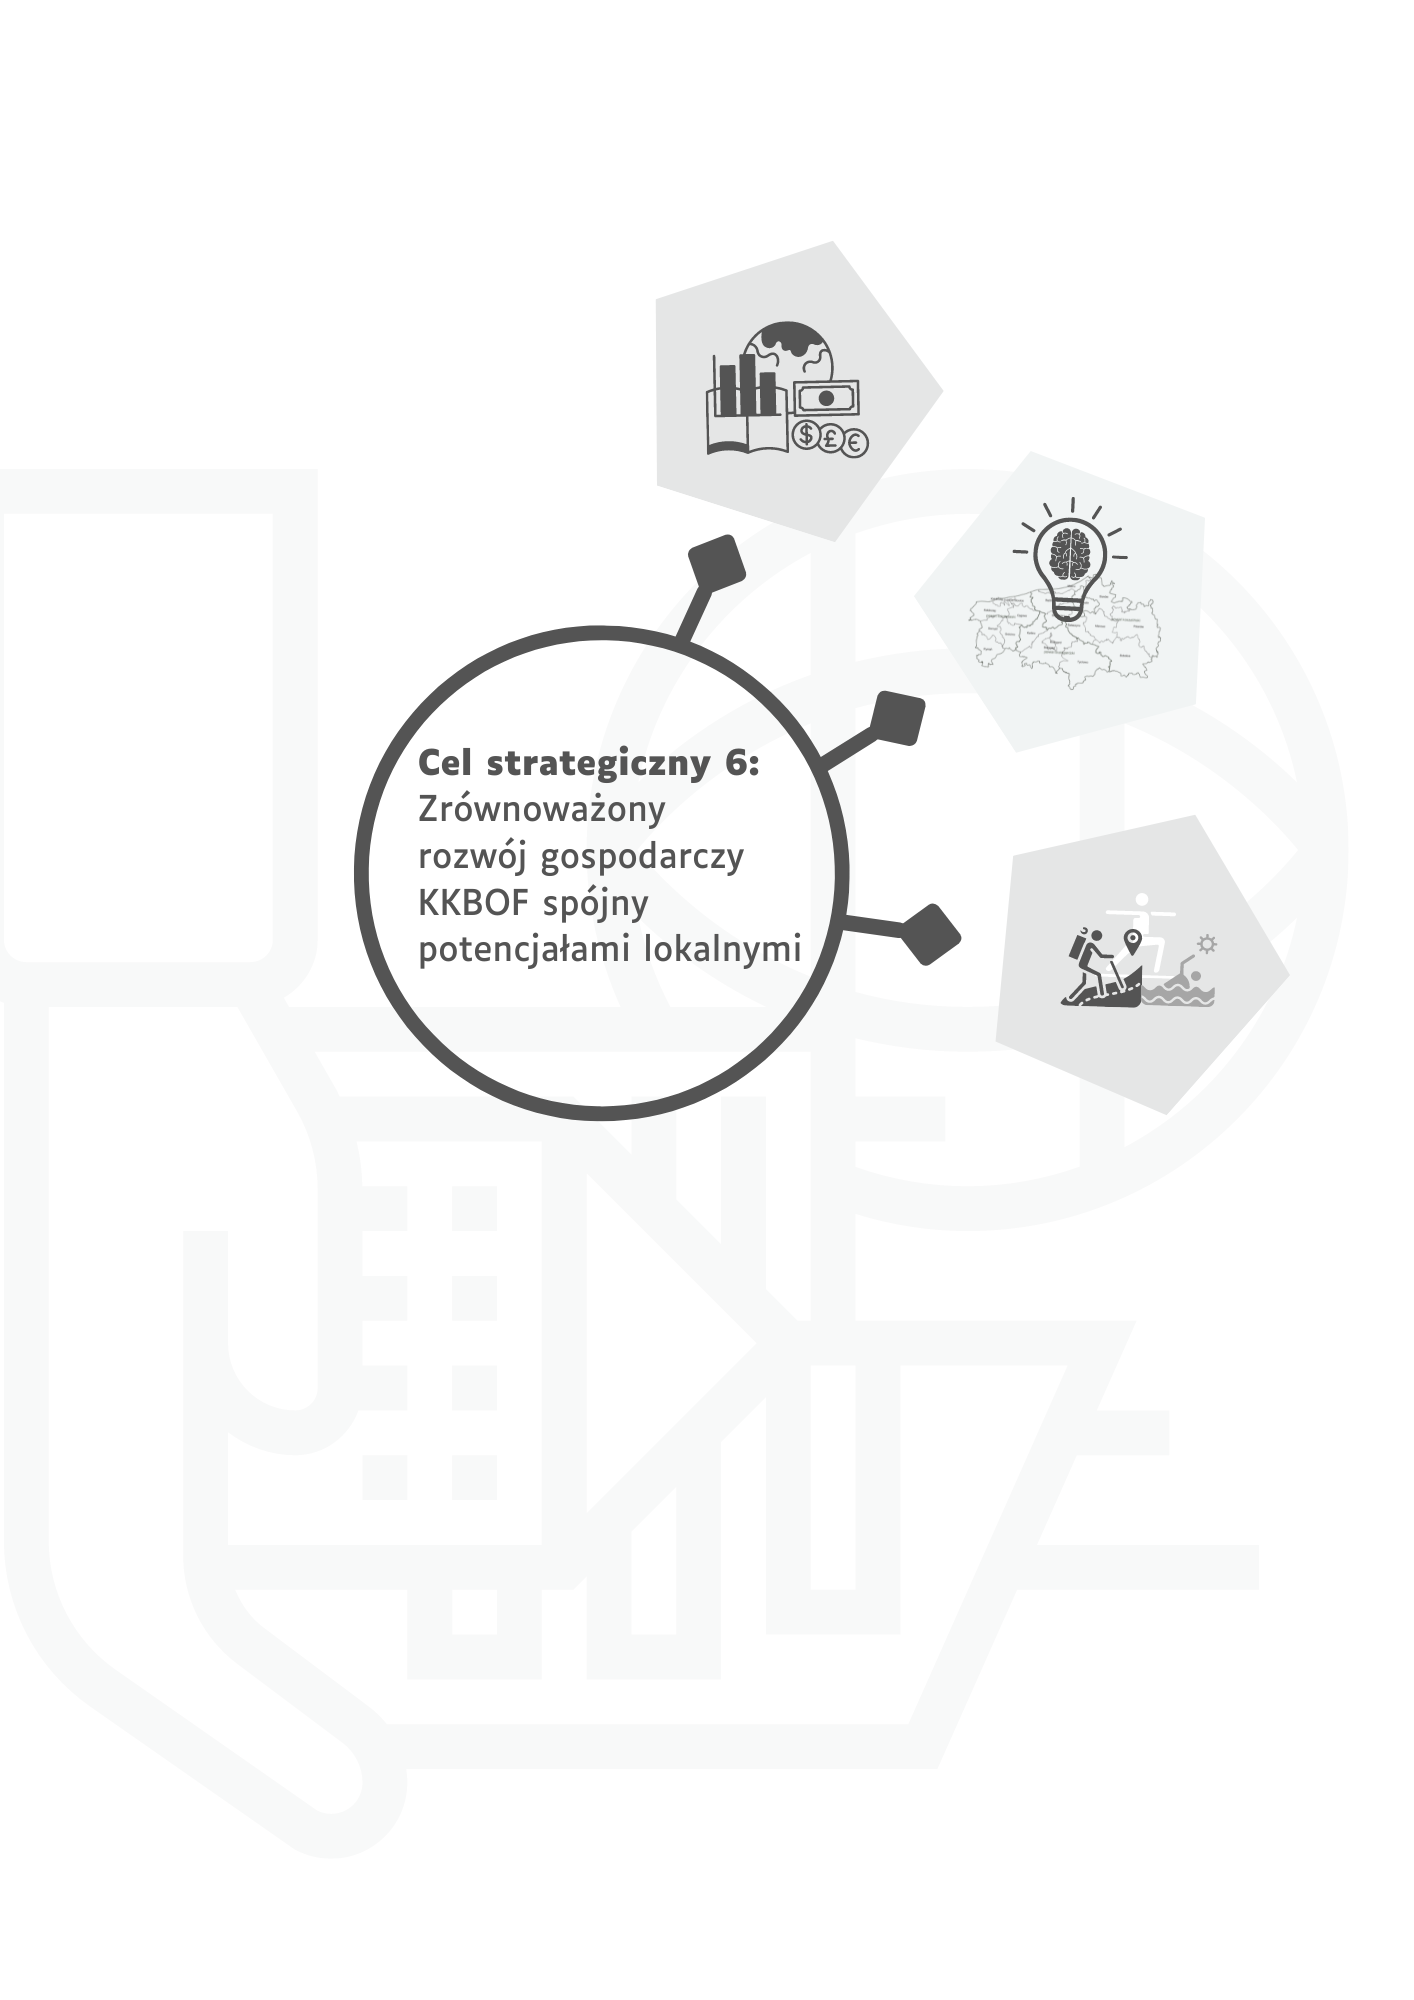 Cel strategiczny 6:
Zrównoważony
rozwój gospodarczy
KKBOF spójny
potencjałami lokalnymi
$ £ €